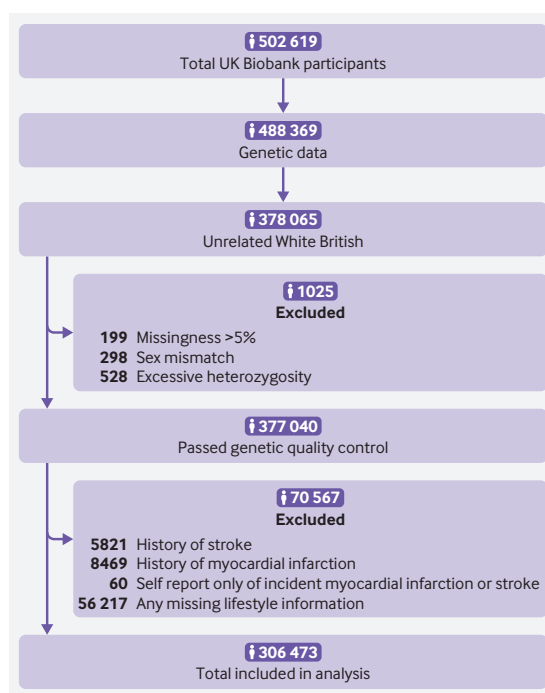 502 619
Total UK Biobank participants
488 369
Genetic data
378 065
Unrelated White British
1025
Excluded
199 Missingness >5%
298 Sex mismatch
528 Excessive heterozygosity
377 040
Passed genetic quality control
70 567
Excluded
5821 History of stroke
8469 History of myocardial infarction
60 Self report only of incident myocardial infarction or stroke
56 217 Any missing lifestyle information
306 473
Total included in analysis